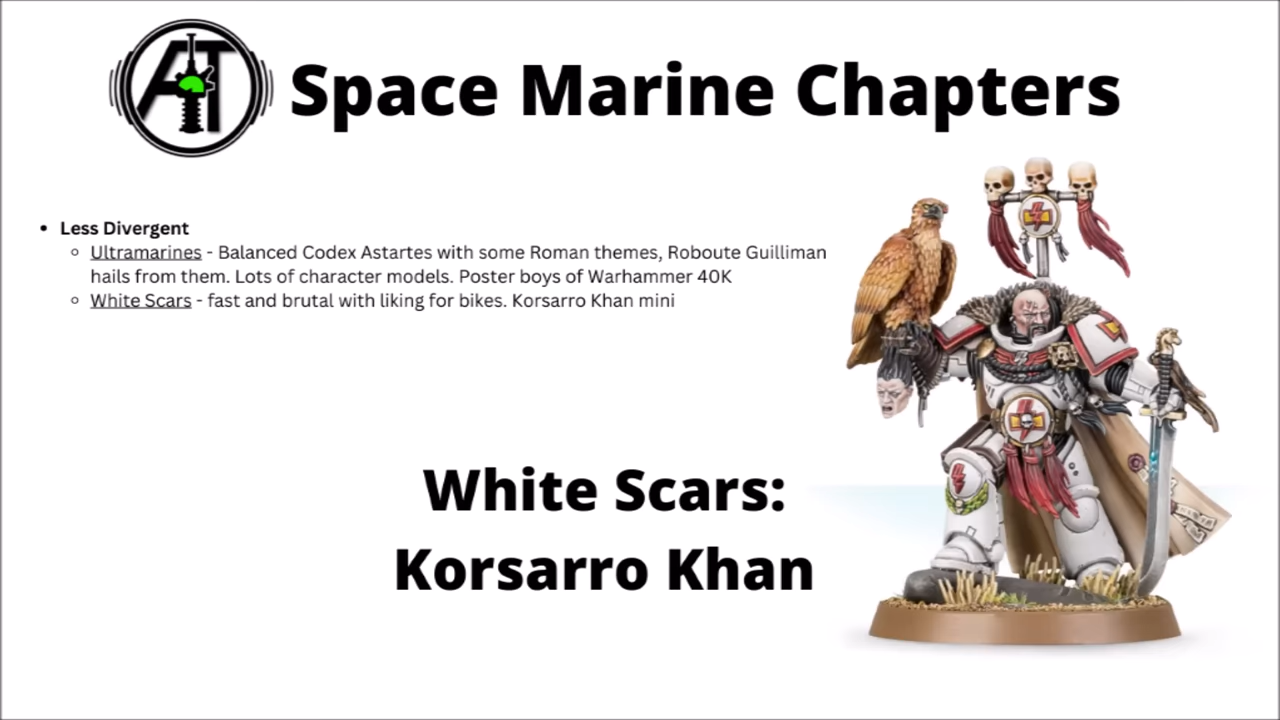 AT
Space Marine Chapters
Less Divergent
Ultramarines - Balanced Codex Astartes with some Roman themes, Roboute Guilliman
hails from them. Lots of character models. Poster boys of Warhammer 40K
White Scars - fast and brutal with liking for bikes. Korsarro Khan mini
White Scars:
Korsarro Khan